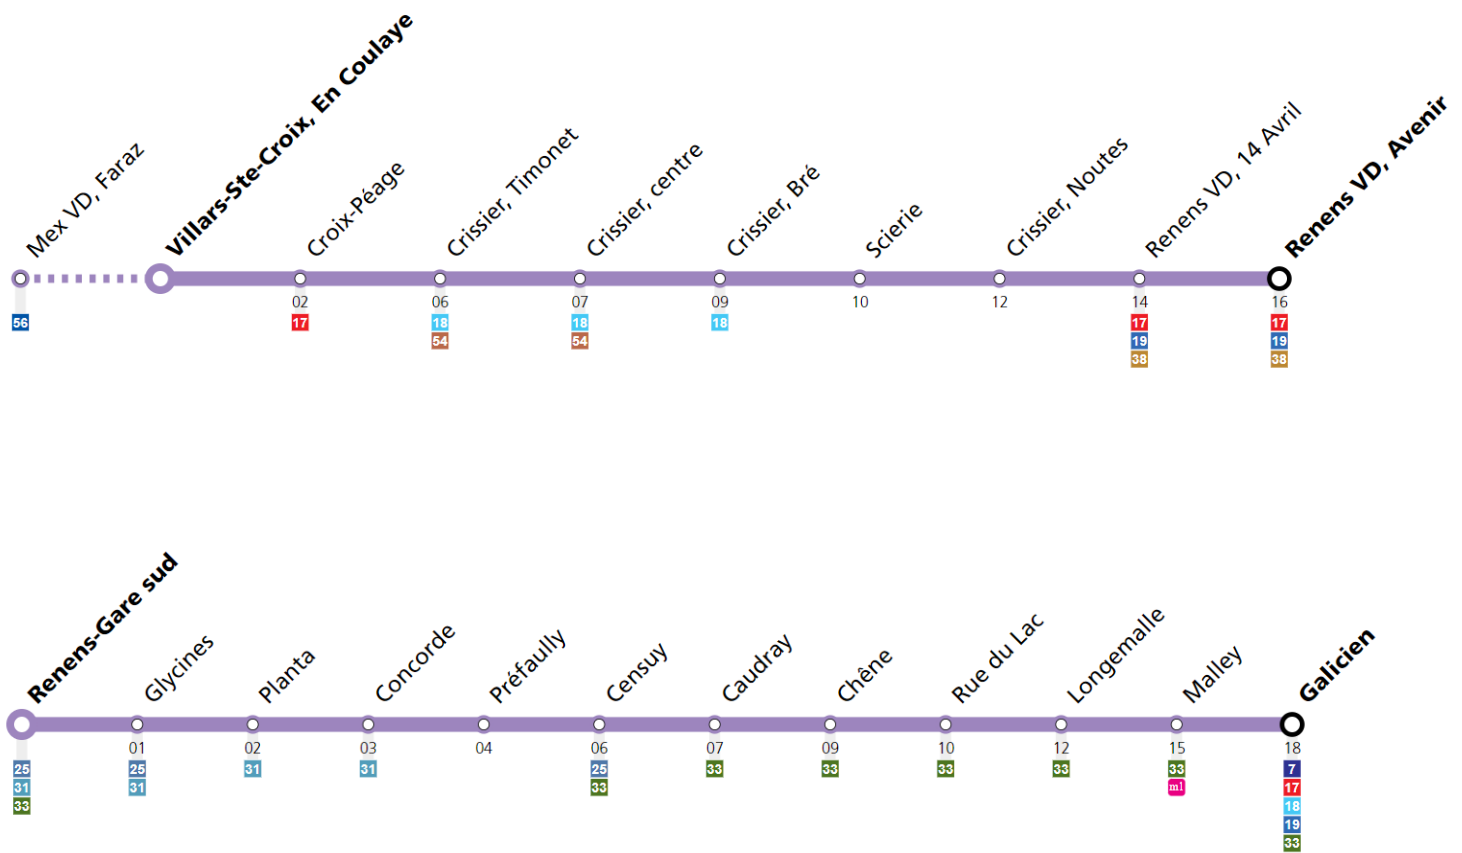 Mex VD, Faraz
Villars-Ste-Croix, En Coulaye
Croix-Péage
Crissier, Timonet
Crissier, centre
Crissier, Bré
Scierie
Crissier, Noutes
Renens VD, 14 Avril
Renens VD, Avenir
02 06 07 09 10 12 14 16
56 17 18 18 18 17 17
54 54 19 19
38 38
Renens-Gare sud
Glycines
Planta
Concorde
Préfaully
Censuy
Caudray
Chêne
Rue du Lac
Longemalle
Malley
Galicien
01 02 03 04 06 07 09 10 12 15 18
25 25 31 31 25 33 33 33 33 33 7
31 31 33 m1 17
33 18
19
33